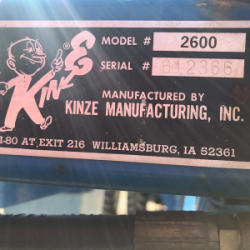 KINZE
MODEL # 2600
SERIAL # 612366
MANUFACTURED BY
KINZE MANUFACTURING, INC.
I-80 AT EXIT 216 WILLIAMSBURG, IA 52361